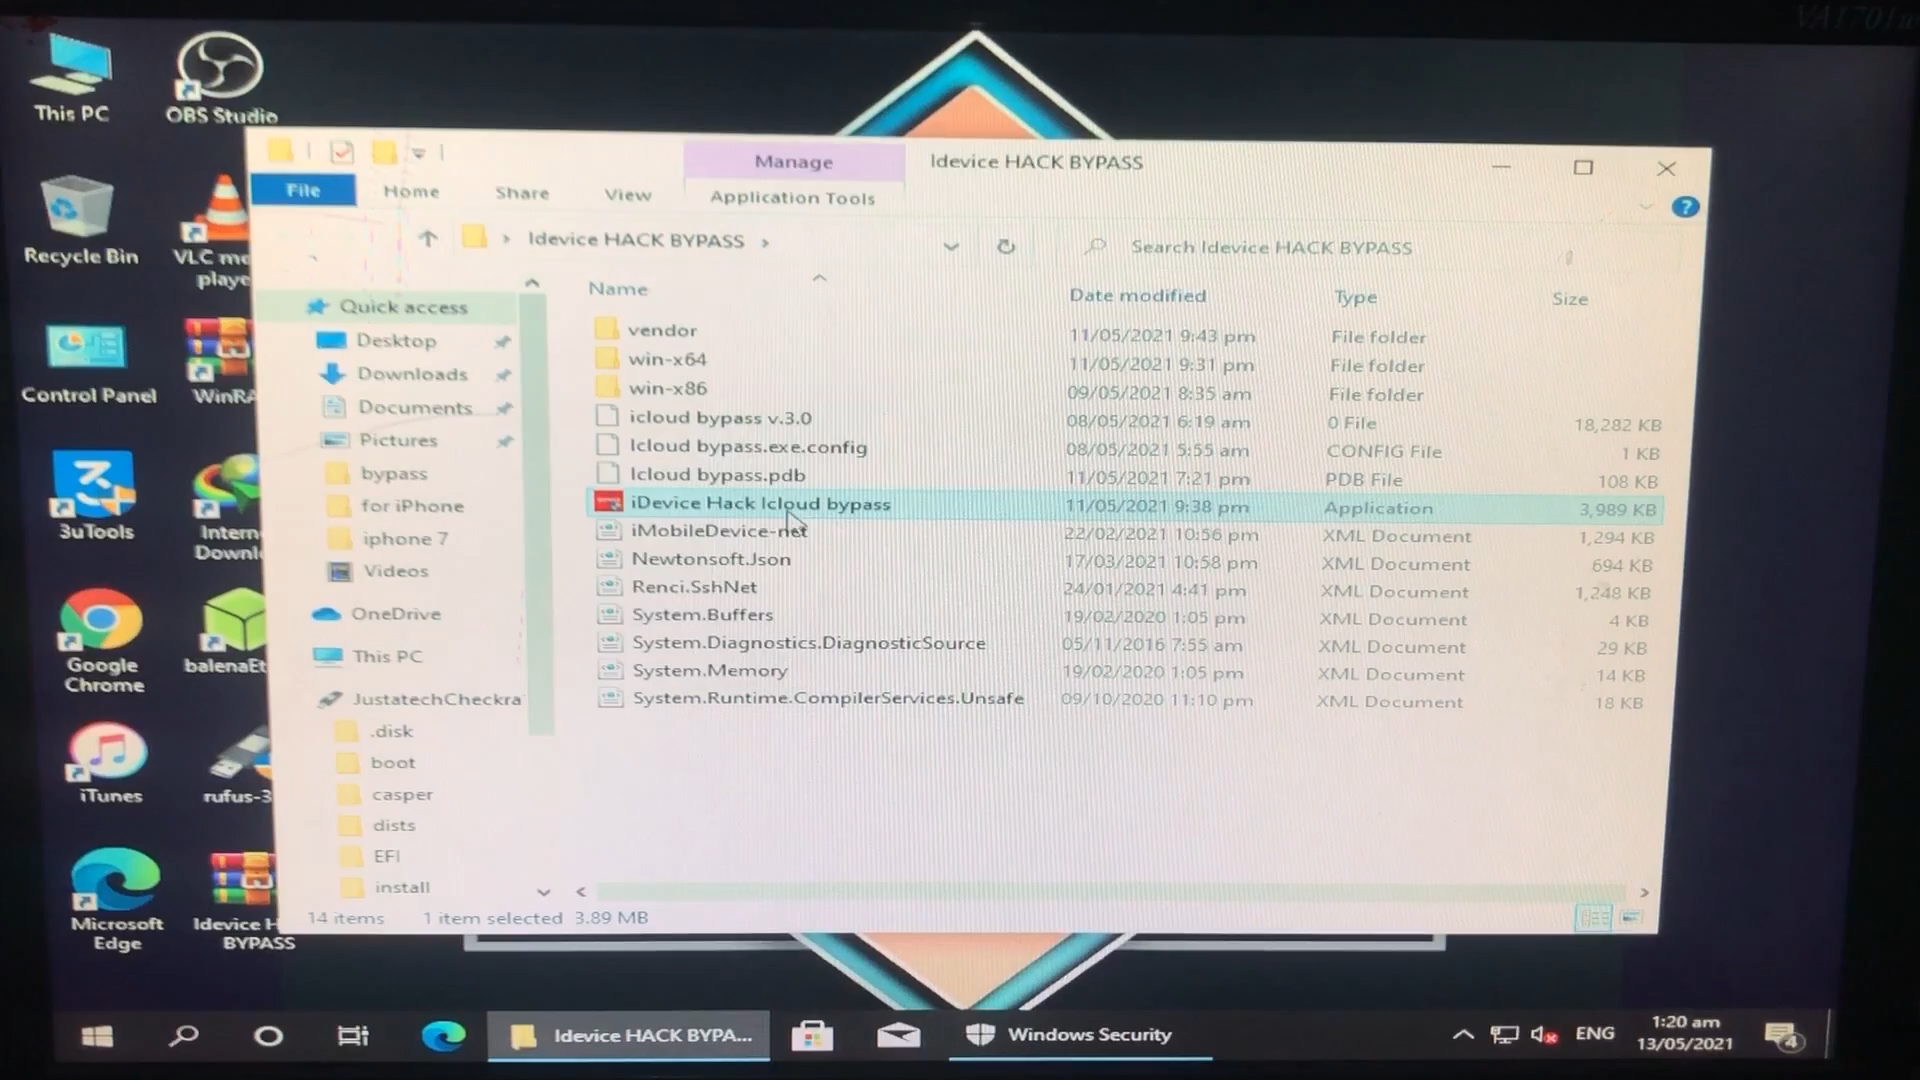 VA1701w
This PC
OBS Studio
Recycle Bin
VLC me
playe
Control Panel
WinRA
3uTools
Intern
Downl
Google
Chrome
balenaEt
iTunes
rufus-3
Microsoft
Edge
Idevice H
BYPASS
Manage
Idevice HACK BYPASS
File
Home
Share
View
Application Tools
Idevice HACK BYPASS
Search Idevice HACK BYPASS
Quick access
Desktop
Downloads
Documents
Pictures
bypass
for iPhone
iphone 7
Videos
OneDrive
This PC
JustatechCheckra
.disk
boot
casper
dists
EFI
install
Name Date modified Type Size
vendor 11/05/2021 9:43 pm File folder
win-x64 11/05/2021 9:31 pm File folder
win-x86 09/05/2021 8:35 am File folder
icloud bypass v.3.0 08/05/2021 6:19 am 0 File 18,282 KB
Icloud bypass.exe.config 08/05/2021 5:55 am CONFIG File 1 KB
Icloud bypass.pdb 11/05/2021 7:21 pm PDB File 108 KB
iDevice Hack Icloud bypass 11/05/2021 9:38 pm Application 3,989 KB
iMobileDevice-net 22/02/2021 10:56 pm XML Document 1,294 KB
Newtonsoft.Json 17/03/2021 10:58 pm XML Document 694 KB
Renci.SshNet 24/01/2021 4:41 pm XML Document 1,248 KB
System.Buffers 19/02/2020 1:05 pm XML Document 4 KB
System.Diagnostics.DiagnosticSource 05/11/2016 7:55 am XML Document 29 KB
System.Memory 19/02/2020 1:05 pm XML Document 14 KB
System.Runtime.CompilerServices.Unsafe 09/10/2020 11:10 pm XML Document 18 KB
14 items 1 item selected 3.89 MB
Idevice HACK BYPA...
Windows Security
ENG
1:20 am
13/05/2021
4